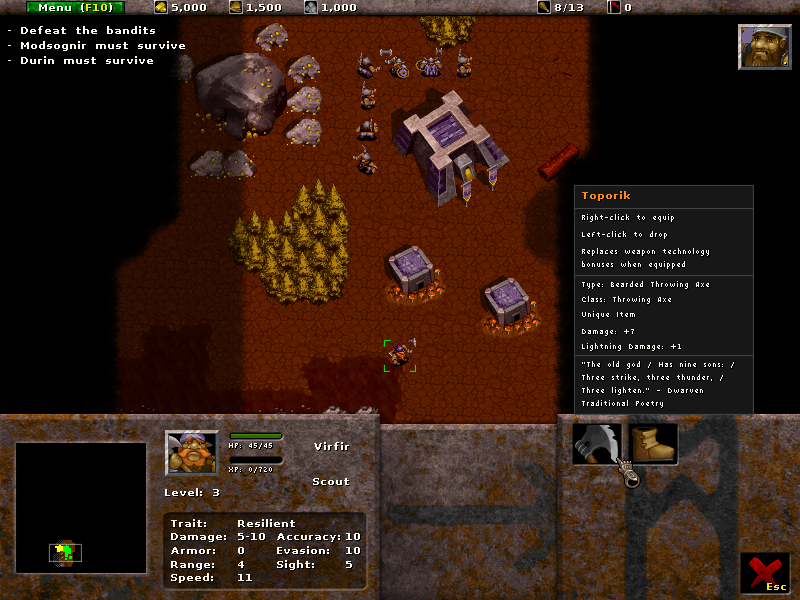 Menu (F10) 5,000 1,500 1,000 8/13 0
- Defeat the bandits
- Modsognir must survive
- Durin must survive
Toporik
Right-click to equip
Left-click to drop
Replaces weapon technology
bonuses when equipped
Type: Bearded Throwing Axe
Class: Throwing Axe
Unique Item
Damage: +7
Lightning Damage: +1
"The old god / Has nine sons: /
Three strike, three thunder, /
Three lighten." - Dwarven
Traditional Poetry
HP: 45/45
Virfir
XP: 0/720
Scout
Level: 3
Trait: Resilient
Damage: 5-10 Accuracy: 10
Armor: 0 Evasion: 10
Range: 4 Sight: 5
Speed: 11
Esc